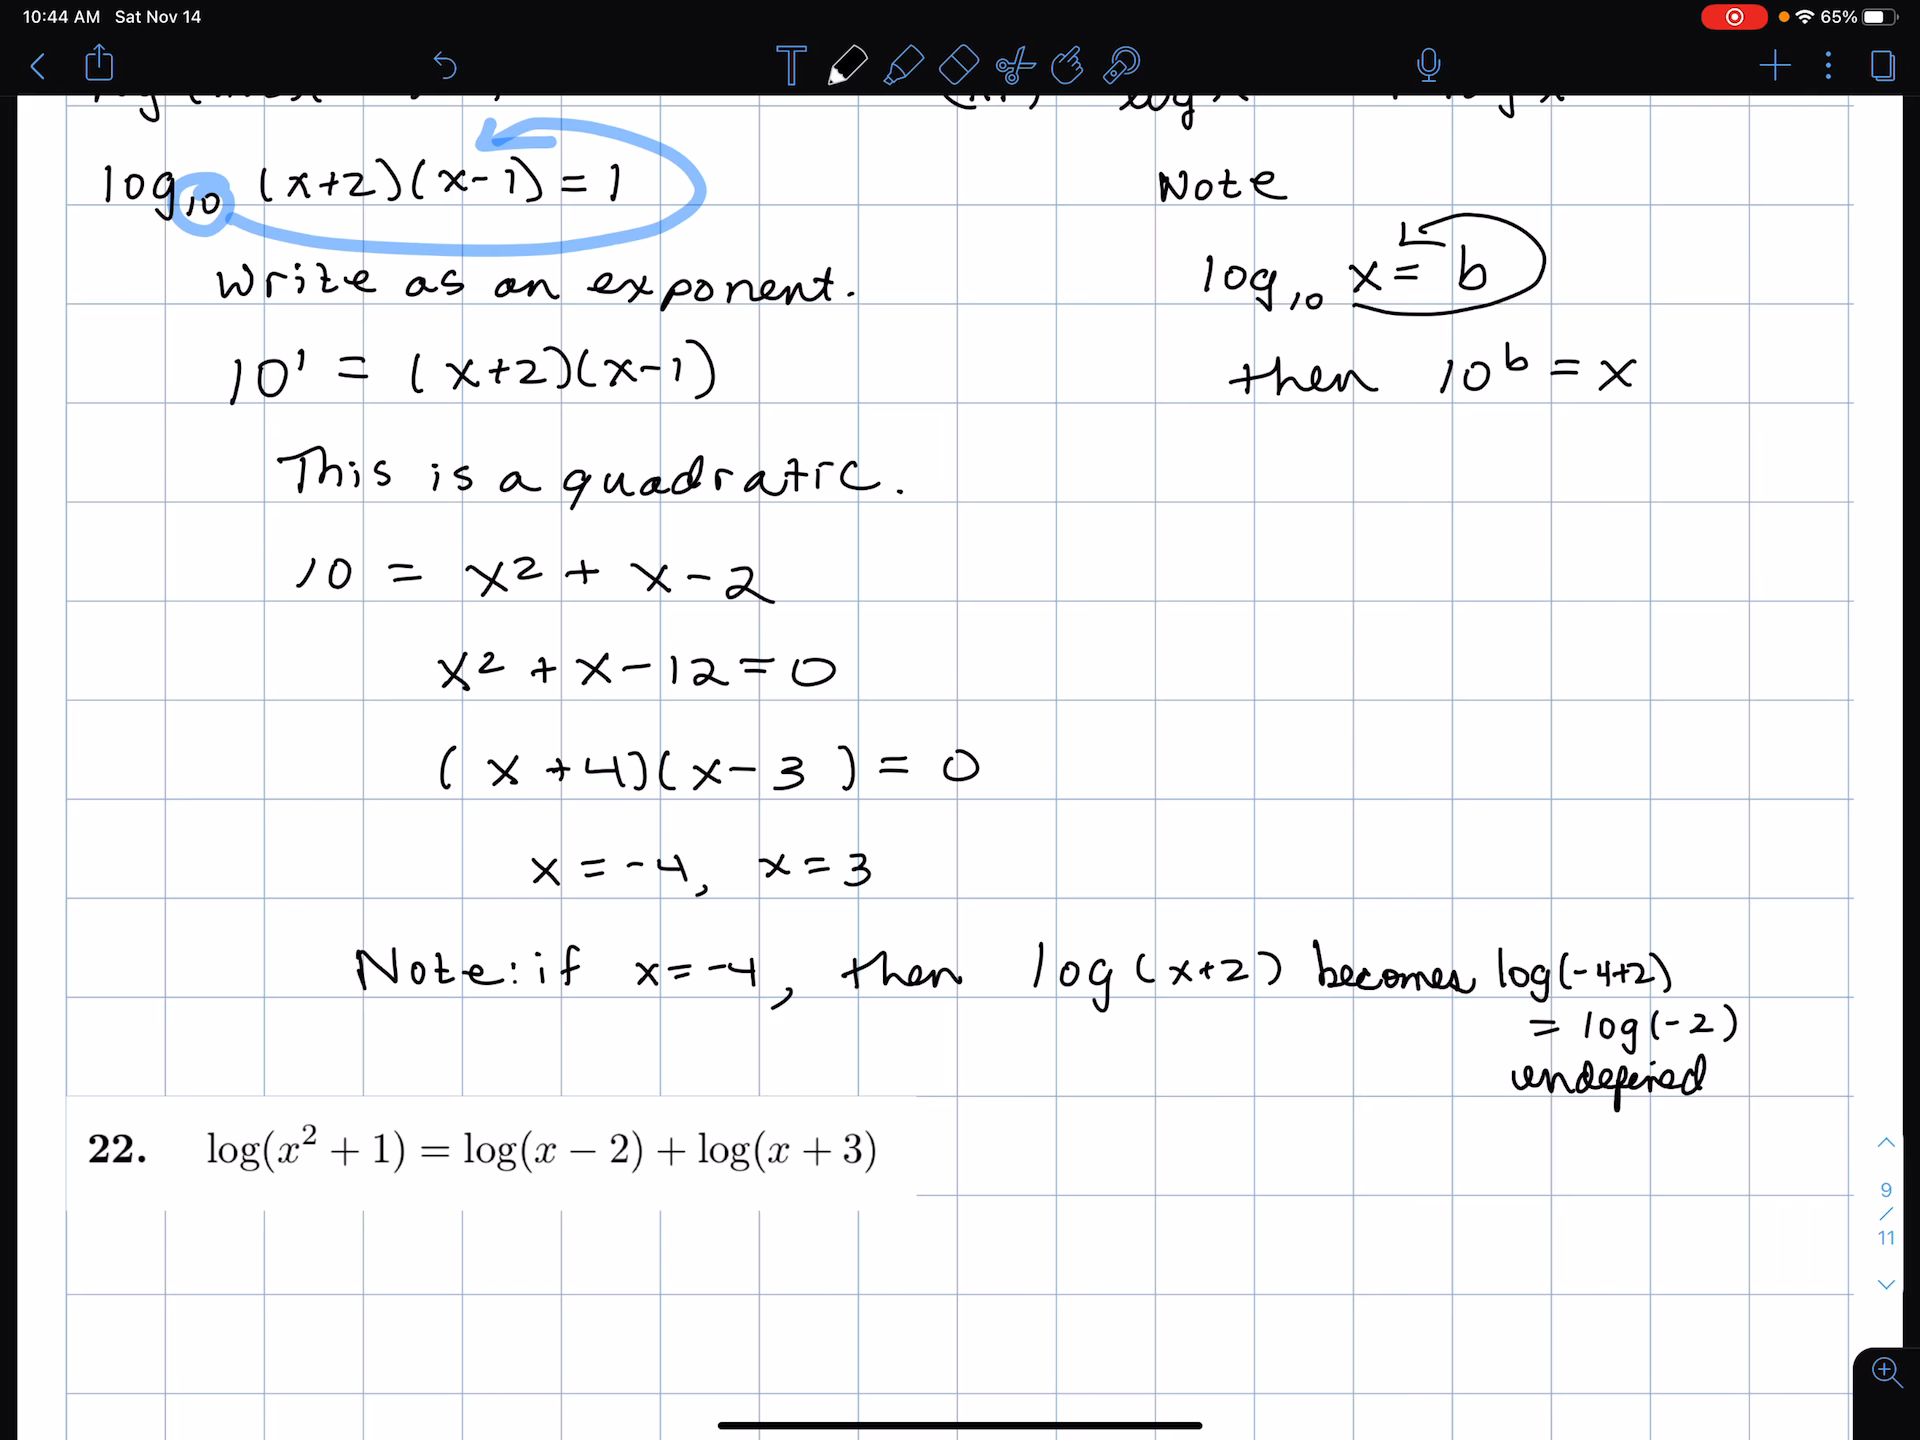 10:44 AM Sat Nov 14
65%
log₁₀ (x+2)(x-1) = 1
Write as an exponent.
10¹ = (x+2)(x-1)
This is a quadratic.
10 = x² + x - 2
x² + x - 12 = 0
(x + 4)(x - 3) = 0
x = -4, x = 3
Note
log₁₀ x = b
then 10ᵇ = x
Note: if x = -4, then log(x+2) becomes log(-4+2)
= log(-2)
undefined
22. log(x² + 1) = log(x − 2) + log(x + 3)
9
/
11